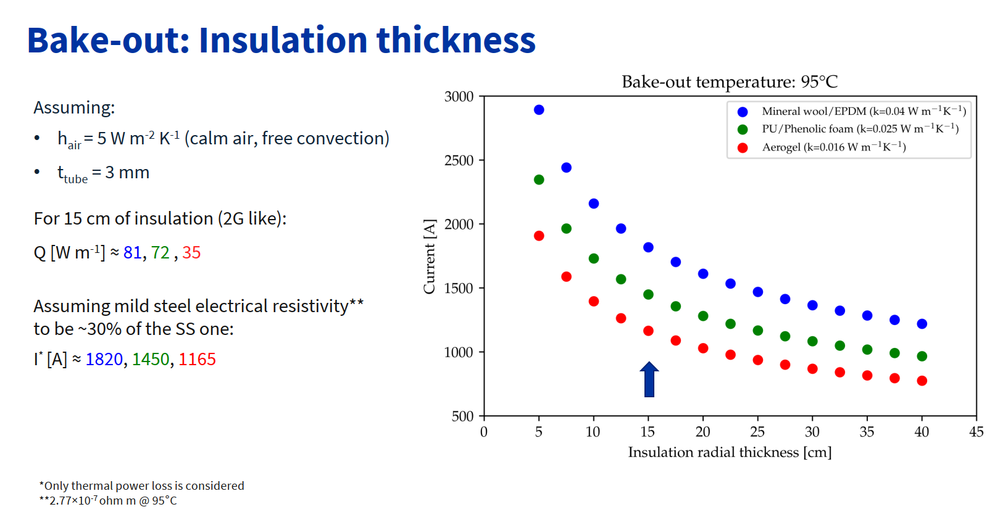 Bake-out: Insulation thickness
Assuming:
• h_air = 5 W m^-2 K^-1 (calm air, free convection)
• t_tube = 3 mm
For 15 cm of insulation (2G like):
Q [W m^-1] ≈ 81, 72 , 35
Assuming mild steel electrical resistivity**
to be ~30% of the SS one:
I* [A] ≈ 1820, 1450, 1165
*Only thermal power loss is considered
**2.77×10^-7 ohm m @ 95°C
Bake-out temperature: 95°C
Mineral wool/EPDM (k=0.04 W m^−1K^−1)
PU/Phenolic foam (k=0.025 W m^−1K^−1)
Aerogel (k=0.016 W m^−1K^−1)
Current [A]
3000
2500
2000
1500
1000
500
0 5 10 15 20 25 30 35 40 45
Insulation radial thickness [cm]